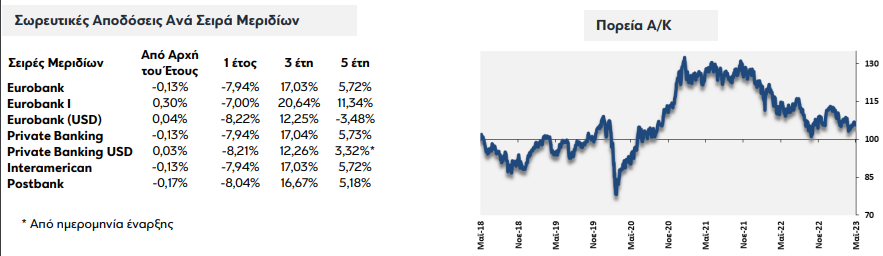 Σωρευτικές Αποδόσεις Ανά Σειρά Μεριδίων
Σειρές Μεριδίων Από Αρχή του Έτους 1 έτος 3 έτη 5 έτη
Eurobank -0,13% -7,94% 17,03% 5,72%
Eurobank I 0,30% -7,00% 20,64% 11,34%
Eurobank (USD) 0,04% -8,22% 12,25% -3,48%
Private Banking -0,13% -7,94% 17,04% 5,73%
Private Banking USD 0,03% -8,21% 12,26% 3,32%*
Interamerican -0,13% -7,94% 17,03% 5,72%
Postbank -0,17% -8,04% 16,67% 5,18%
* Από ημερομηνία έναρξης
Πορεία Α/Κ
130
115
100
85
70
Μαϊ-18 Νοε-18 Μαϊ-19 Νοε-19 Μαϊ-20 Νοε-20 Μαϊ-21 Νοε-21 Μαϊ-22 Νοε-22 Μαϊ-23